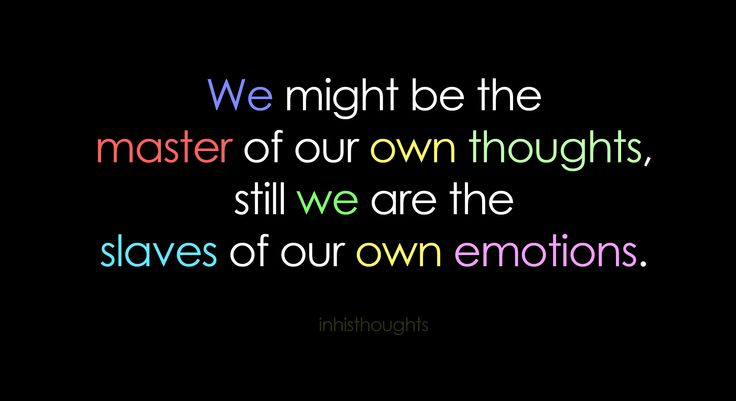 We might be the
master of our own thoughts,
still we are the
slaves of our own emotions.
inhisthoughts